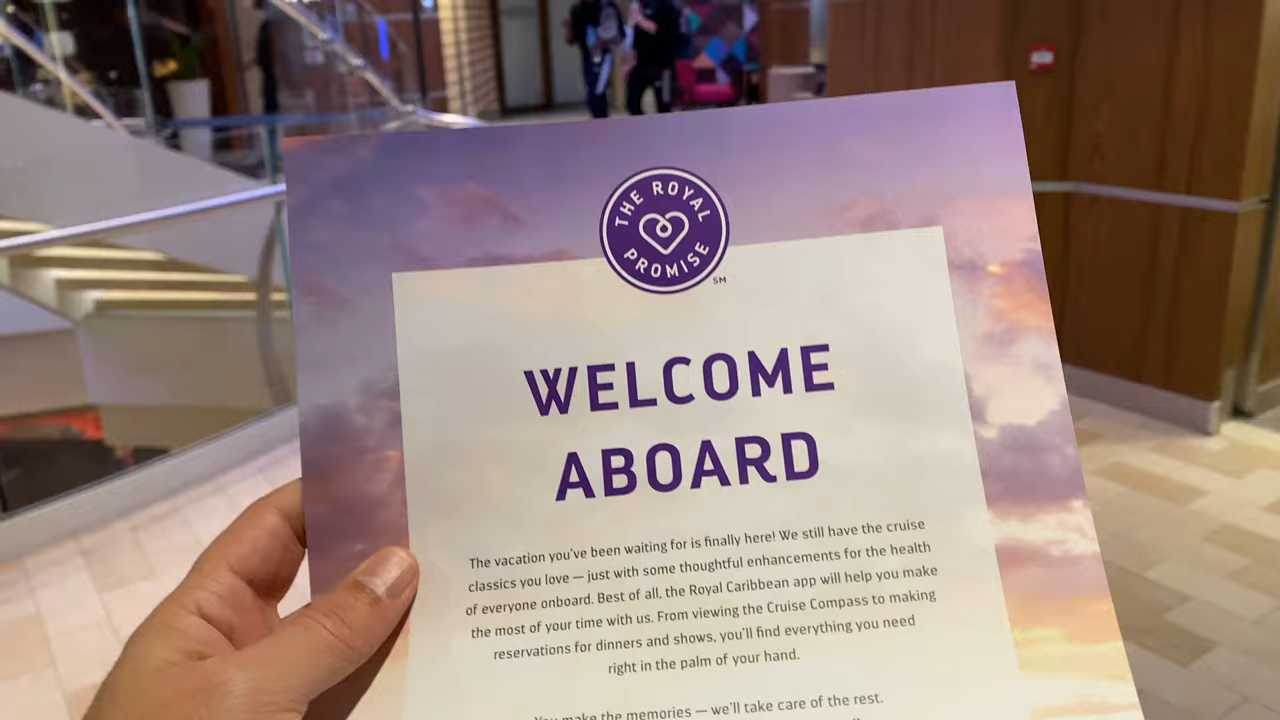 THE ROYAL
PROMISE
SM
WELCOME
ABOARD
The vacation you've been waiting for is finally here! We still have the cruise
classics you love — just with some thoughtful enhancements for the health
of everyone onboard. Best of all, the Royal Caribbean app will help you make
the most of your time with us. From viewing the Cruise Compass to making
reservations for dinners and shows, you'll find everything you need
right in the palm of your hand.
You make the memories — we'll take care of the rest.